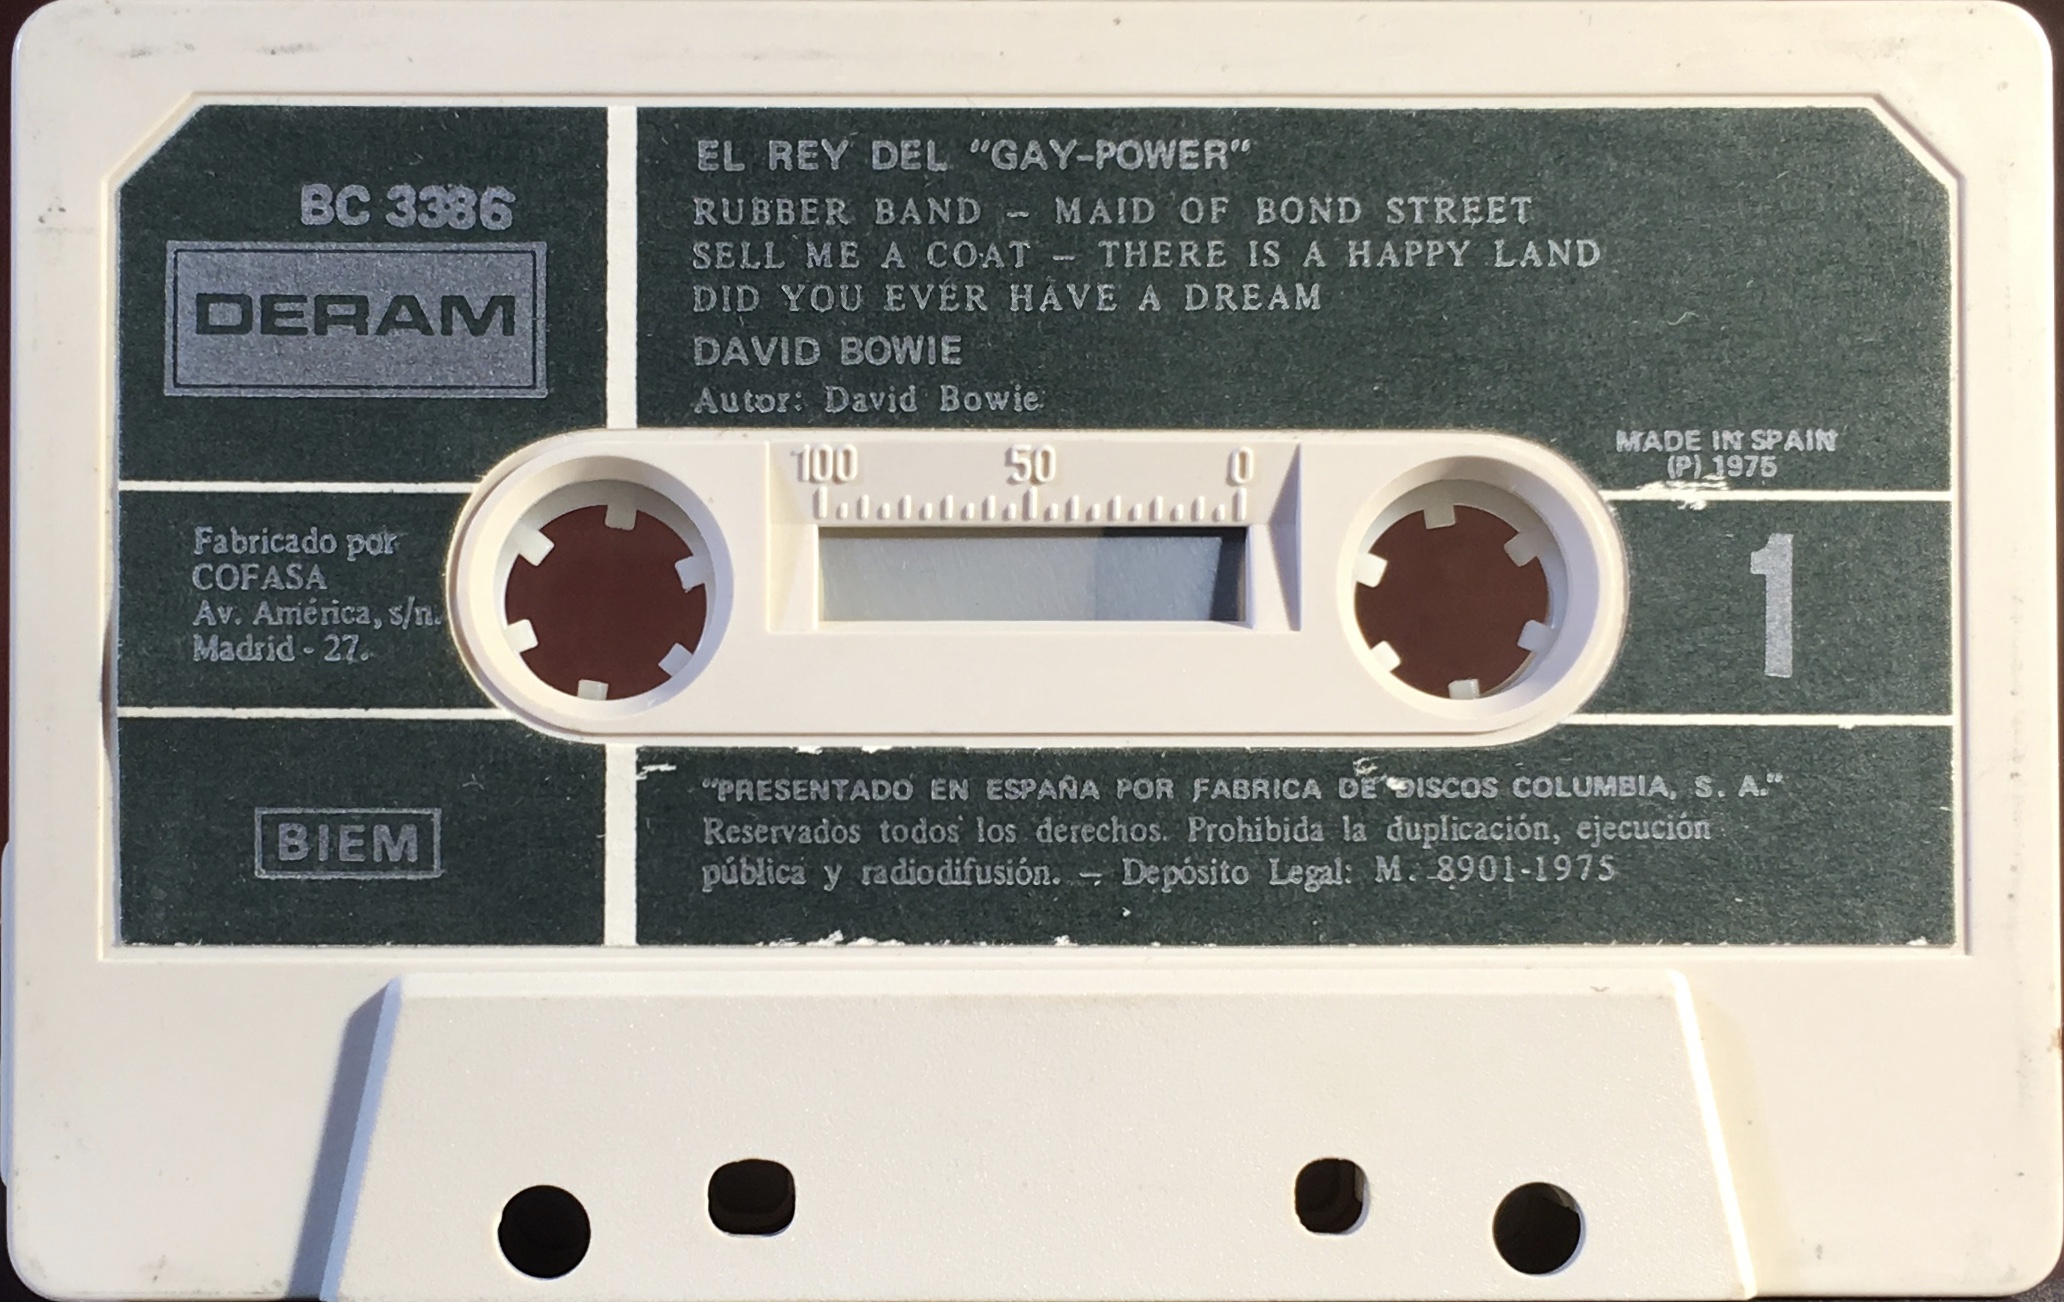 BC 3386
DERAM
EL REY DEL "GAY-POWER"
RUBBER BAND – MAID OF BOND STREET
SELL ME A COAT – THERE IS A HAPPY LAND
DID YOU EVER HAVE A DREAM
DAVID BOWIE
Autor: David Bowie
MADE IN SPAIN
(P) 1975
100 50 0
Fabricado por
COFASA
Av. América, s/n.
Madrid - 27.
1
BIEM
"PRESENTADO EN ESPAÑA POR FABRICA DE DISCOS COLUMBIA, S. A."
Reservados todos los derechos. Prohibida la duplicación, ejecución
pública y radiodifusión. – Depósito Legal: M. 8901-1975